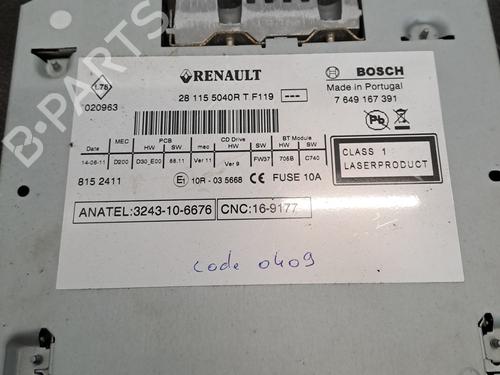 RENAULT
BOSCH
1.78
28 115 5040R T F119 ---
Made in Portugal
7 649 167 391
020963
Pb
Date MEC PCB CD Drive BT Module
HW SW mec HW SW HW SW
14-06-11 D200 D30_E00 88.11 Ver 11 Ver 9 FW37 705B C740
CLASS 1
LASERPRODUCT
815 2411
E1 10R - 03 5668 CE FUSE 10A
ANATEL:3243-10-6676 CNC:16-9177
code 0409
B-PARTS